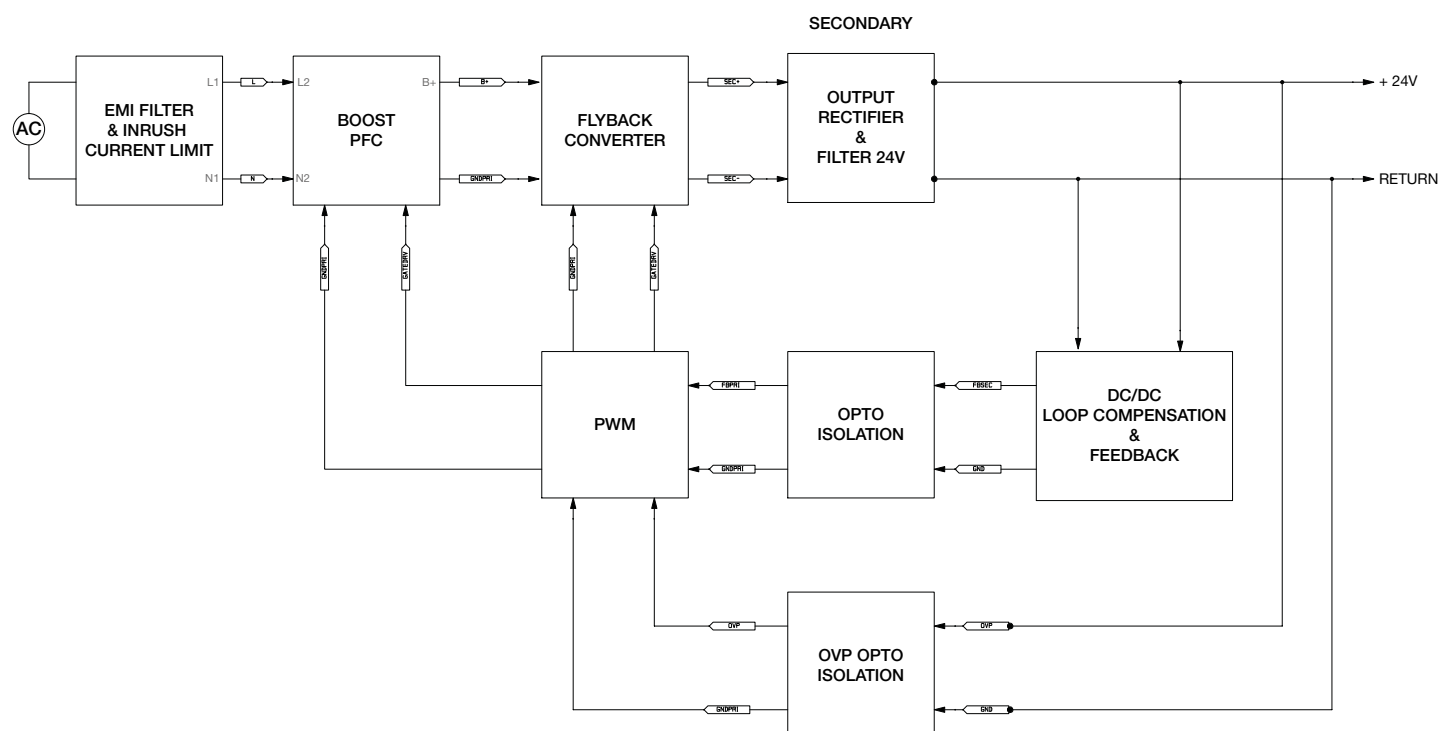 SECONDARY
AC
EMI FILTER
& INRUSH
CURRENT LIMIT
L1
N1
L
N
L2
N2
B+
BOOST
PFC
B+
GNDPRI
FLYBACK
CONVERTER
SEC+
SEC-
OUTPUT
RECTIFIER
&
FILTER 24V
+ 24V
RETURN
GNDPRI
GATEDRV
GNDPRI
GATEDRV
PWM
FBPRI
GNDPRI
OPTO
ISOLATION
FBSEC
GND
DC/DC
LOOP COMPENSATION
&
FEEDBACK
OVP
GNDPRI
OVP OPTO
ISOLATION
OVP
GND